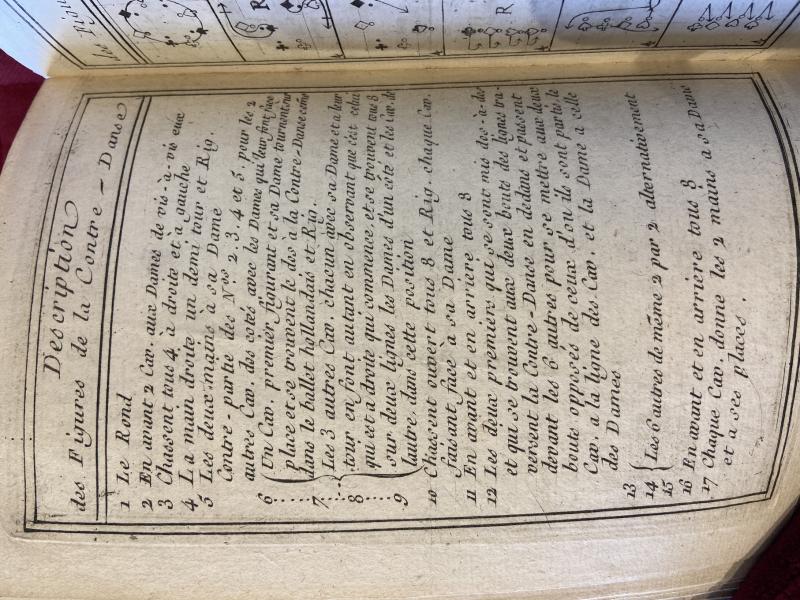 Description
des Figures de la Contre - Danse
1 Le Rond
2 En avant 2 Cav. aux Dames de vis-à-vis eux
3 Chassent tous 4, à droite et à gauche
4 La main droite un demi tour et Rig.
5 Les deux mains à sa Dame
Contre-partie des Nos 2, 3, 4 et 5. pour les 2
autres Cav. des cotés avec les Dames qui leur font face
6 Un Cav. premier figurant et sa Dame tournent sur
place et se trouvent le dos à la Contre-Danse come
dans le ballet hollandais et Rig.
7 Les 3 autres Cav. chacun avec sa Dame et a leur
8 tour en font autant en observant que c'est celui
qui est a droite qui commence, et se trouvent tous 8
sur deux lignes les Dames d'un côté et les Cav. de
9 l'autre, dans cette position
10 Chassent ouvert tous 8 et Rig. chaque Cav.
faisant face à sa Dame
11 En avant et en arriere tous 8
12 Les deux premiers qui se sont mis dos-à-dos
et qui se trouvent aux deux bouts des lignes tra-
versent la Contre-Danse en dedans et passent
devant les 6 autres pour se mettre aux deux
bouts opposés de ceux d'ou ils sont partis le
Cav. a la ligne des Cav. et la Dame a celle
des Dames
13
14 Les 6 autres de même 2 par 2 alternativement
15
16 En avant et en arriere tous 8
17 Chaque Cav. donne les 2 mains a sa Dame
et a ses places.
R
R